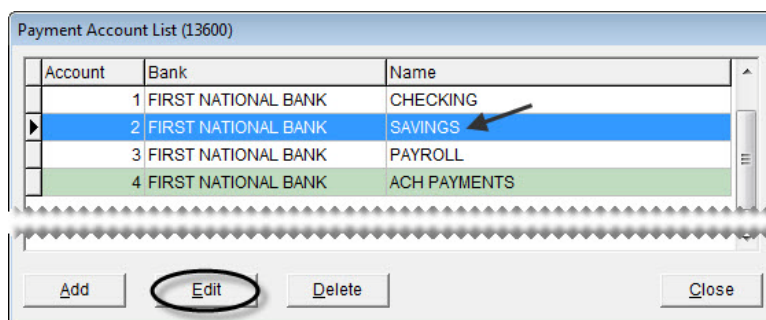 Payment Account List (13600)
Account Bank Name
1 FIRST NATIONAL BANK CHECKING
2 FIRST NATIONAL BANK SAVINGS
3 FIRST NATIONAL BANK PAYROLL
4 FIRST NATIONAL BANK ACH PAYMENTS
Add Edit Delete Close